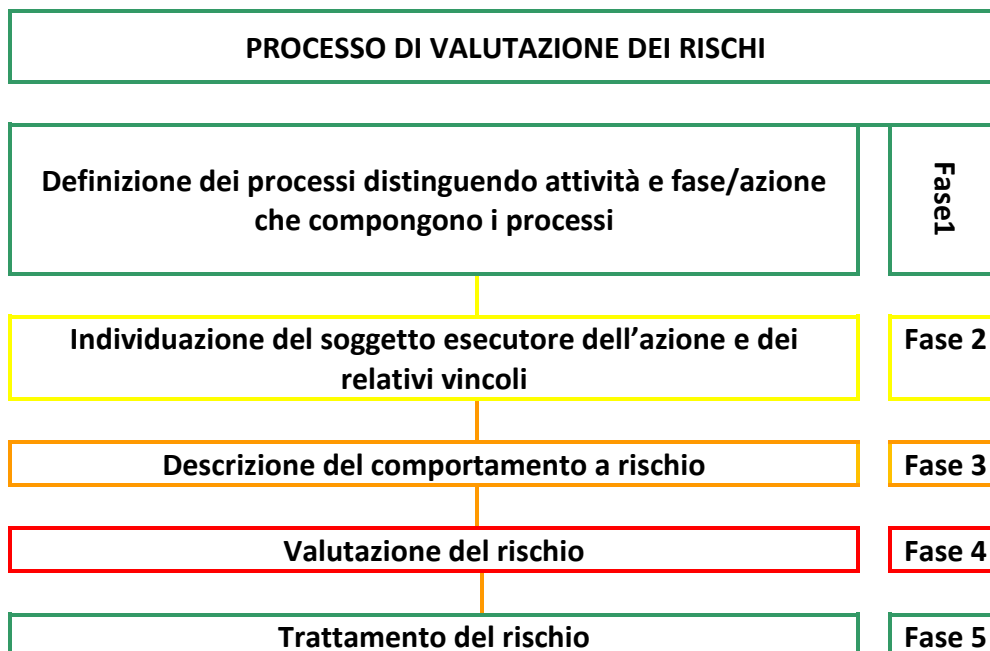 PROCESSO DI VALUTAZIONE DEI RISCHI
Definizione dei processi distinguendo attività e fase/azione
che compongono i processi
Fase1
Individuazione del soggetto esecutore dell’azione e dei
relativi vincoli
Fase 2
Descrizione del comportamento a rischio
Fase 3
Valutazione del rischio
Fase 4
Trattamento del rischio
Fase 5